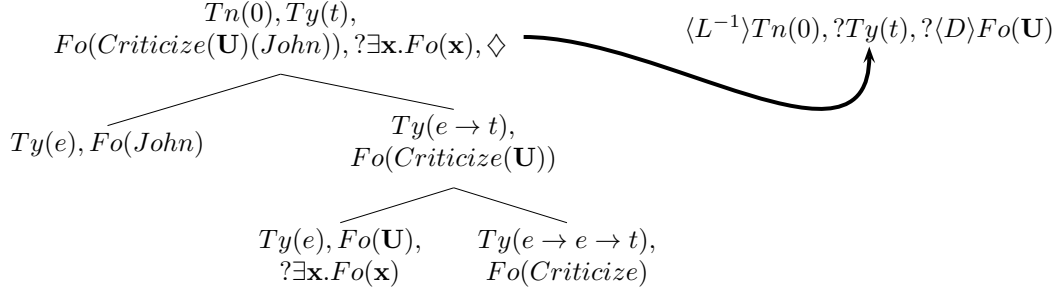 Tn(0), Ty(t),
Fo(Criticize(U)(John)), ?∃x.Fo(x), ♢
⟨L⁻¹⟩Tn(0), ?Ty(t), ?⟨D⟩Fo(U)
Ty(e), Fo(John)
Ty(e → t),
Fo(Criticize(U))
Ty(e), Fo(U),
?∃x.Fo(x)
Ty(e → e → t),
Fo(Criticize)